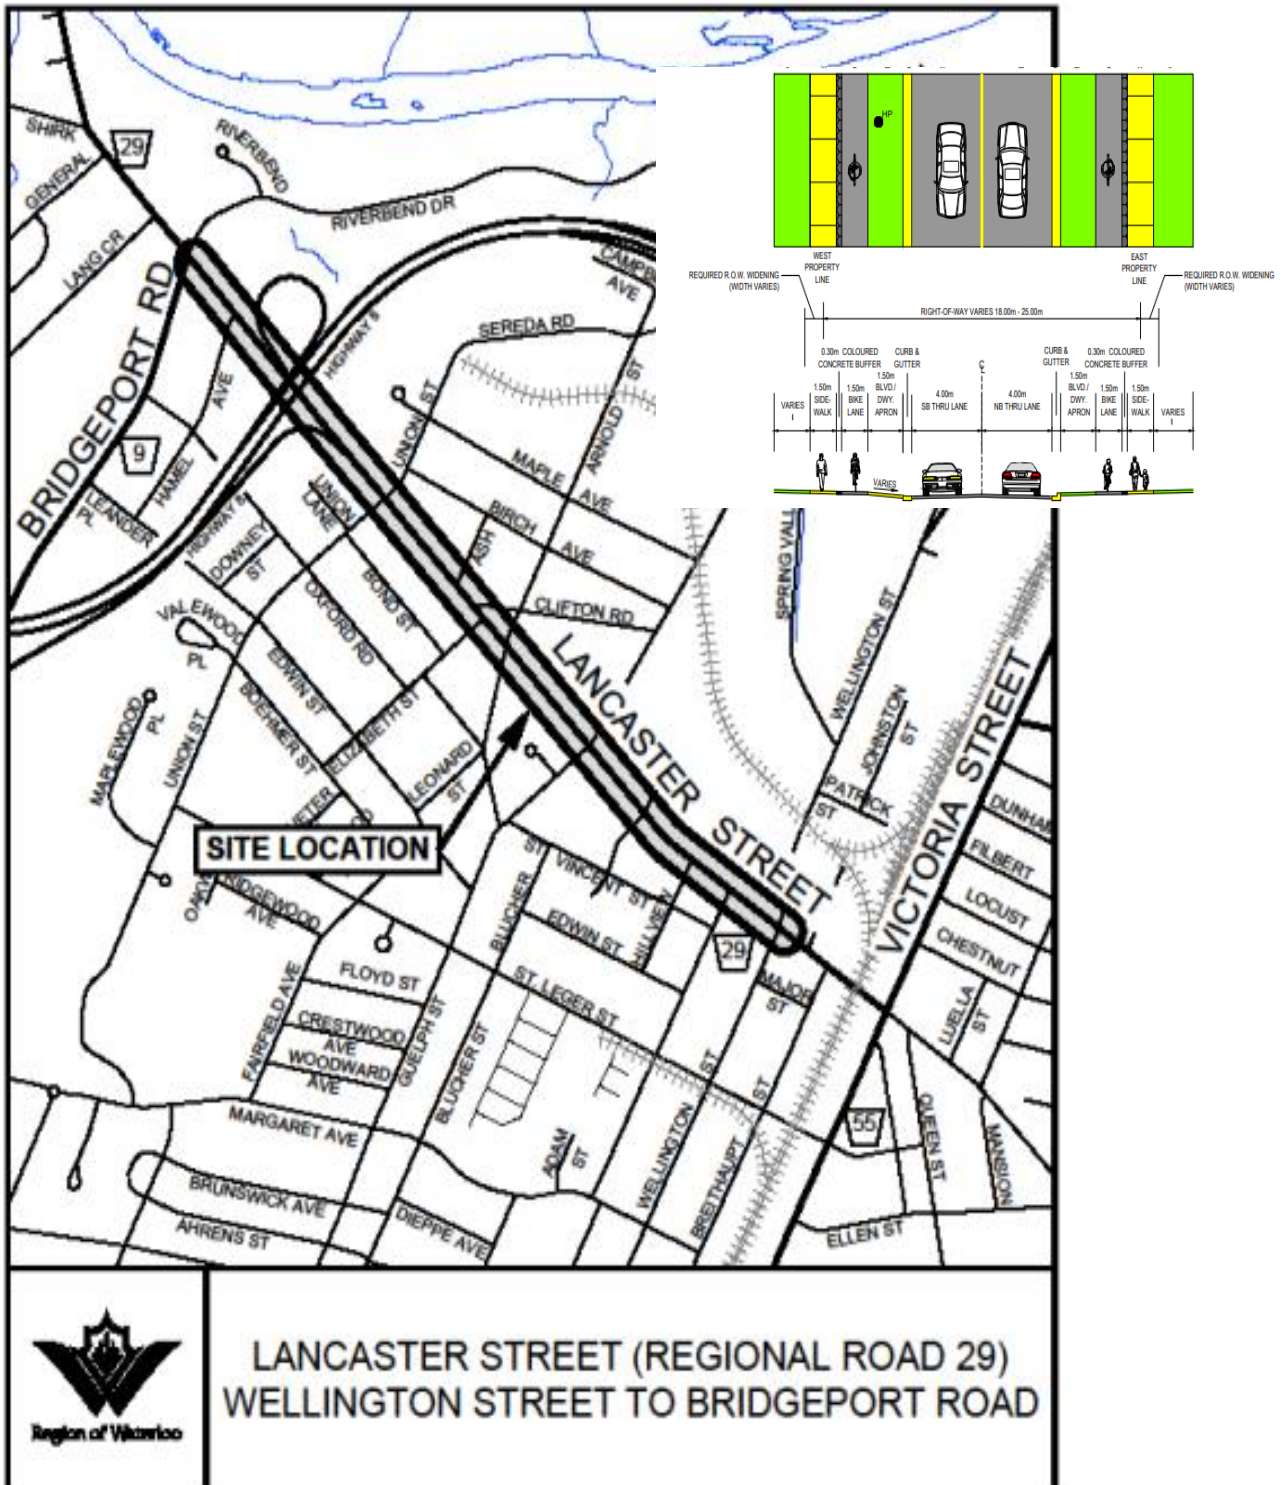 SHIRK
29
GENERAL
LANG CR
RIVERBEND
RIVERBEND DR
BRIDGEPORT RD
9
HAMEL
AVE
LEANDER
PL
HIGHWAY 8
HIGHWAY 8
SEREDA RD
AVE
UNION ST
ARNOLD
ST
MAPLE AVE
BIRCH
AVE
ASH
CLIFTON RD
UNION
LANE
DOWNEY
ST
BOND ST
OXFORD RD
VALEWOOD
PL
EDWIN ST
BOEHMER ST
ELIZABETH ST
LEONARD
ST
MAPLEWOOD
PL
UNION ST
SITE LOCATION
RIDGEWOOD
AVE
LANCASTER STREET
VICTORIA STREET
WELLINGTON ST
JOHNSTON
ST
PATRICK
ST
FILBERT
LOCUST
CHESTNUT
LUELLA
ST
ST VINCENT ST
BLUCHER
EDWIN ST
HILLVIEW
29
MAJOR
ST
ST. LEGER ST
FLOYD ST
FAIRFIELD AVE
CRESTWOOD
AVE
WOODWARD
AVE
GUELPH ST
BLUCHER ST
MARGARET AVE
BRUNSWICK AVE
AHRENS ST
DIEPPE AVE
ADAM
ST
WELLINGTON
ST
BREITHAUPT
ST
55
QUEEN ST
MANSION
ELLEN ST
HP
WEST
PROPERTY
LINE
EAST
PROPERTY
LINE
REQUIRED R.O.W. WIDENING
(WIDTH VARIES)
REQUIRED R.O.W. WIDENING
(WIDTH VARIES)
RIGHT-OF-WAY VARIES 18.00m - 25.00m
0.30m COLOURED
CONCRETE BUFFER
CURB &
GUTTER
CURB &
GUTTER
0.30m COLOURED
CONCRETE BUFFER
VARIES
1.50m
SIDE-
WALK
1.50m
BIKE
LANE
1.50m
BLVD./
DWY.
APRON
4.00m
SB THRU LANE
4.00m
NB THRU LANE
1.50m
BLVD./
DWY.
APRON
1.50m
BIKE
LANE
1.50m
SIDE-
WALK
VARIES
VARIES
Region of Waterloo
LANCASTER STREET (REGIONAL ROAD 29)
WELLINGTON STREET TO BRIDGEPORT ROAD